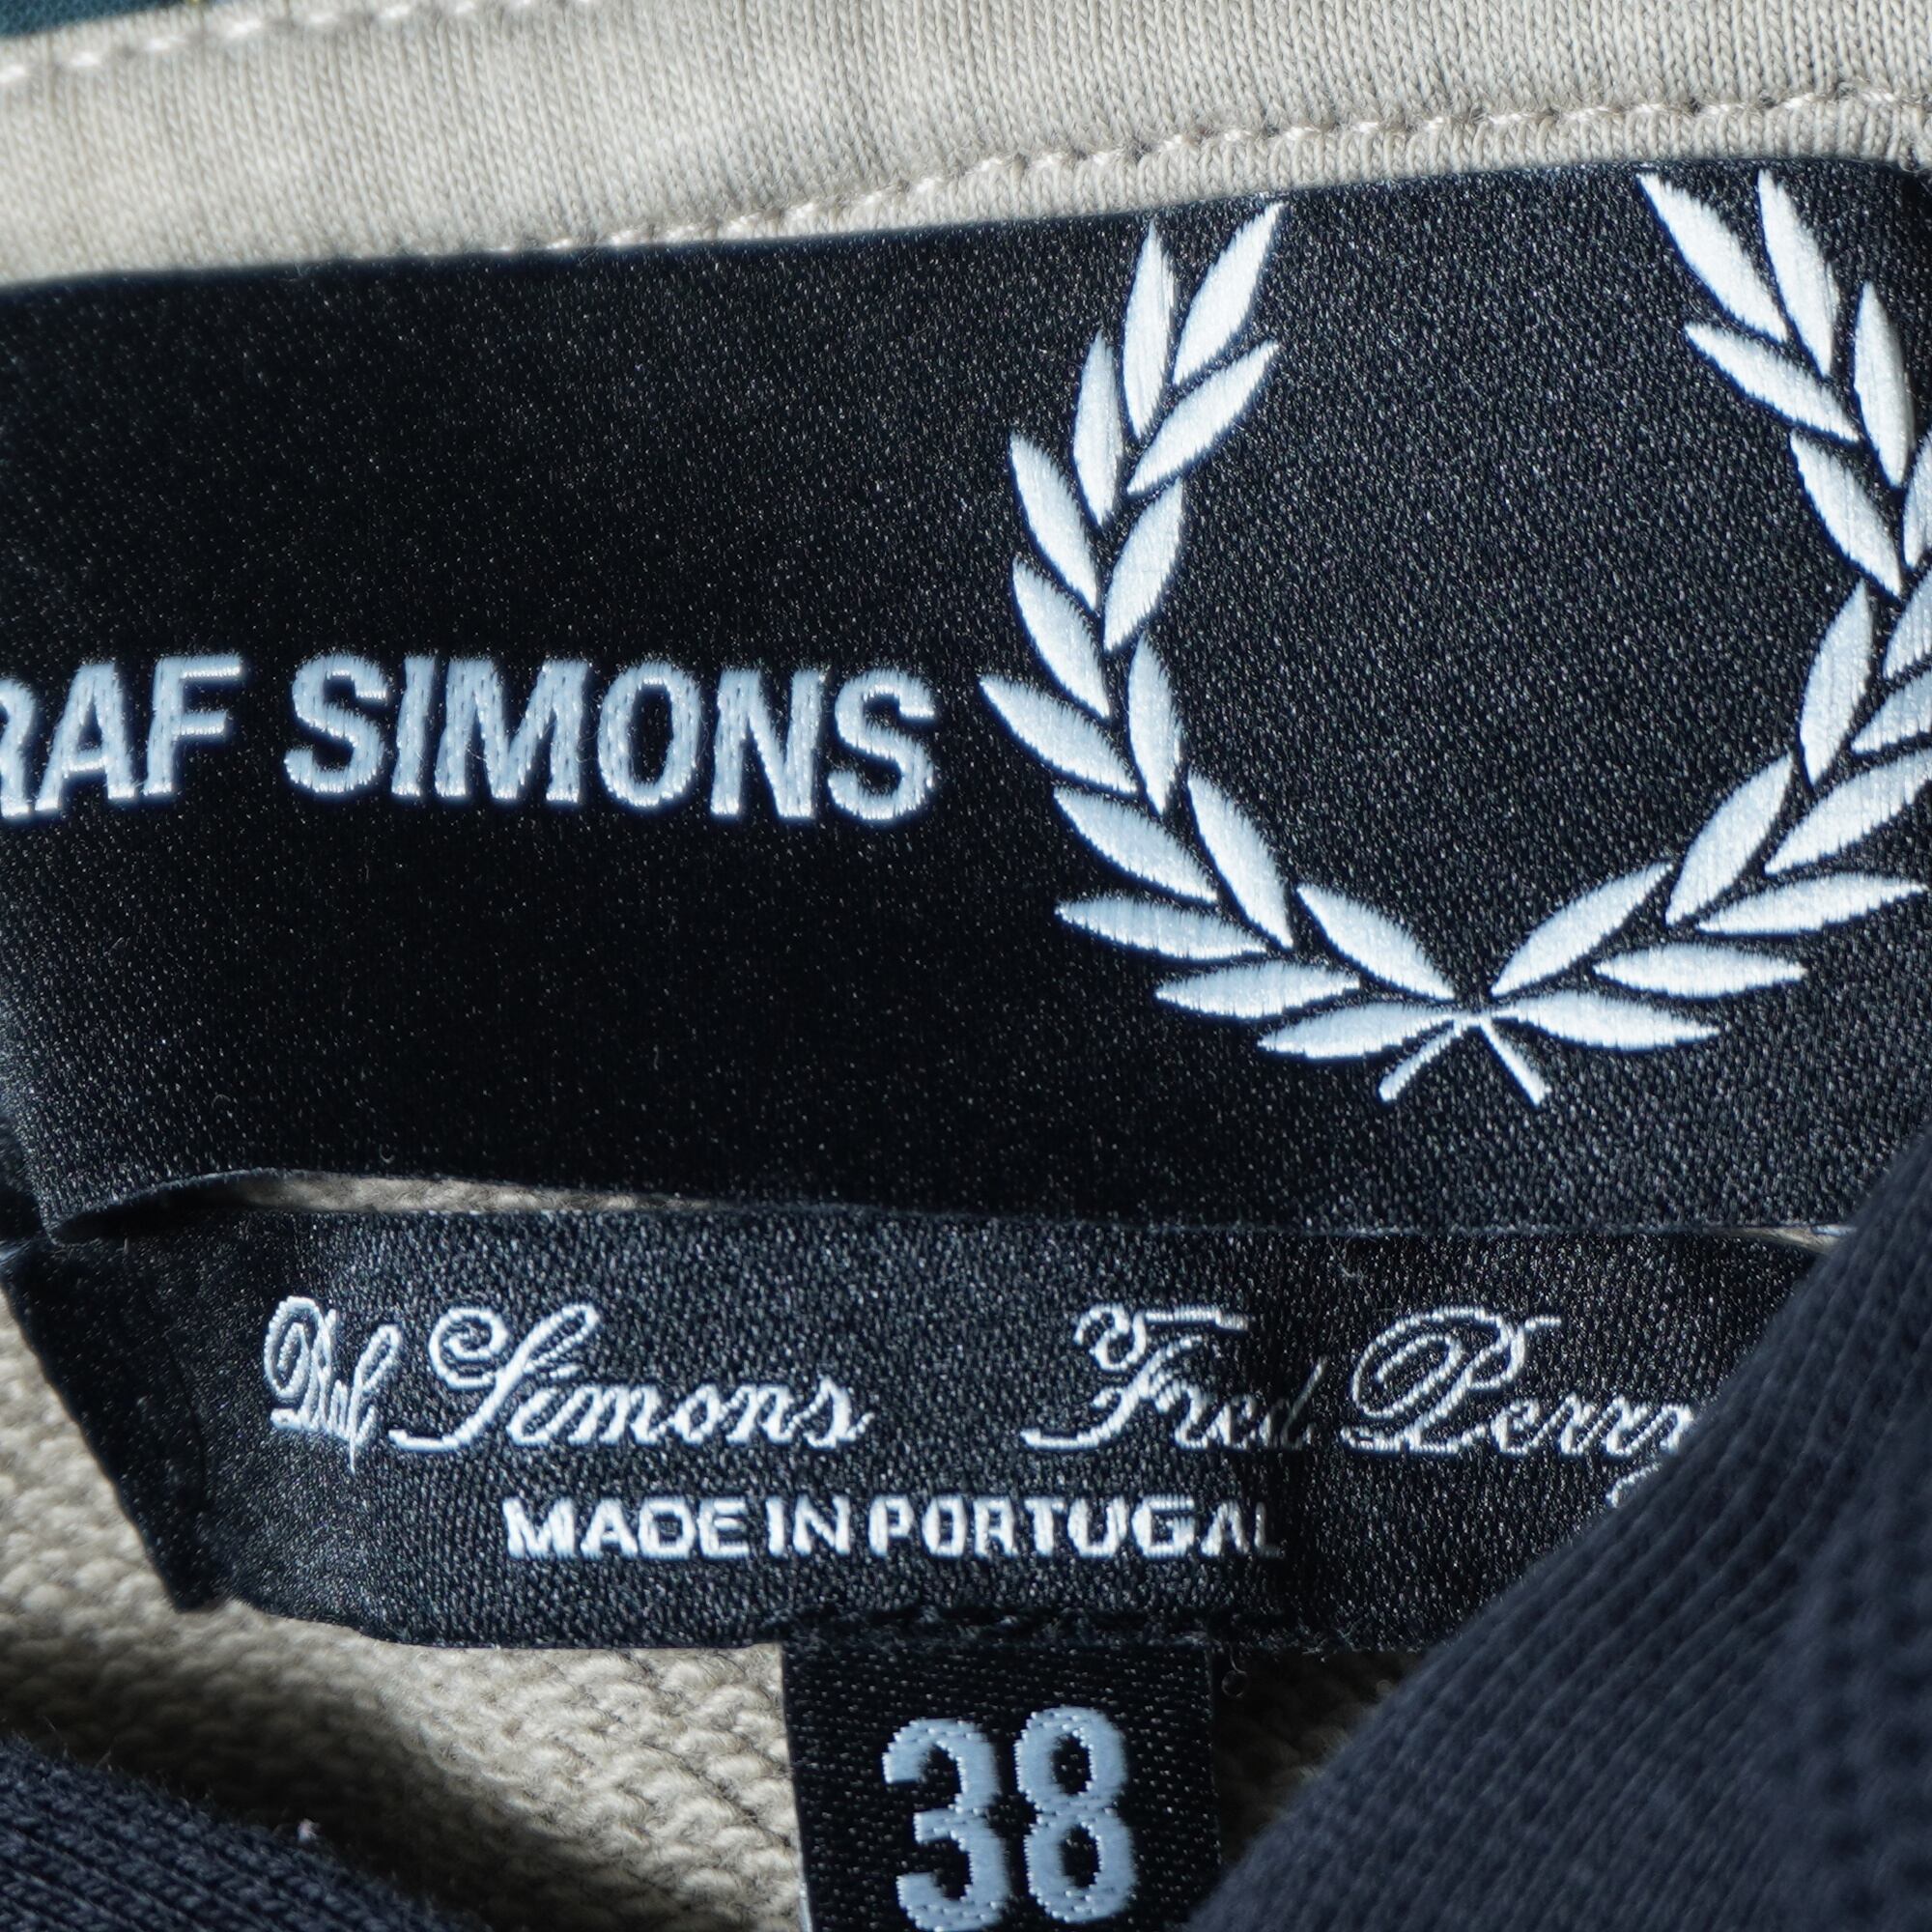 RAF SIMONS
Raf Simons Fred Perry
MADE IN PORTUGAL
38